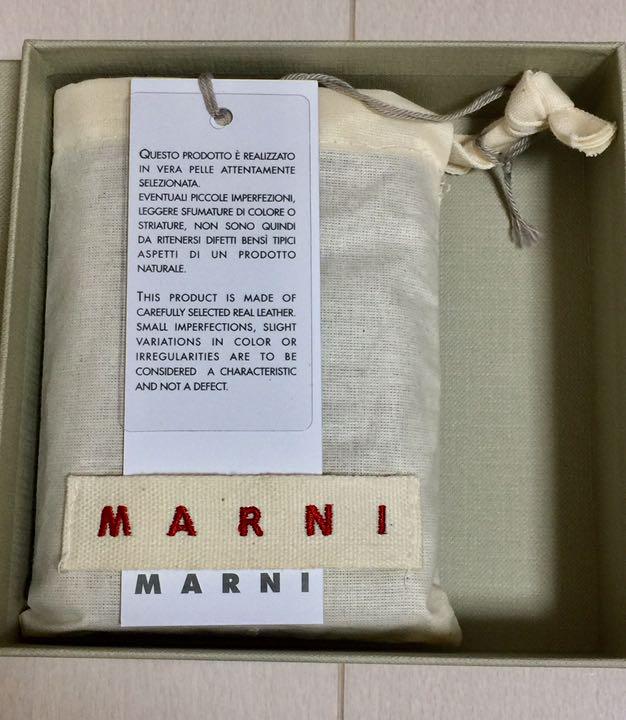 QUESTO PRODOTTO È REALIZZATO
IN VERA PELLE ATTENTAMENTE
SELEZIONATA.
EVENTUALI PICCOLE IMPERFEZIONI,
LEGGERE SFUMATURE DI COLORE O
STRIATURE, NON SONO QUINDI
DA RITENERSI DIFETTI BENSÌ TIPICI
ASPETTI DI UN PRODOTTO
NATURALE.
THIS PRODUCT IS MADE OF
CAREFULLY SELECTED REAL LEATHER.
SMALL IMPERFECTIONS, SLIGHT
VARIATIONS IN COLOR OR
IRREGULARITIES ARE TO BE
CONSIDERED A CHARACTERISTIC
AND NOT A DEFECT.
MARNI
MARNI